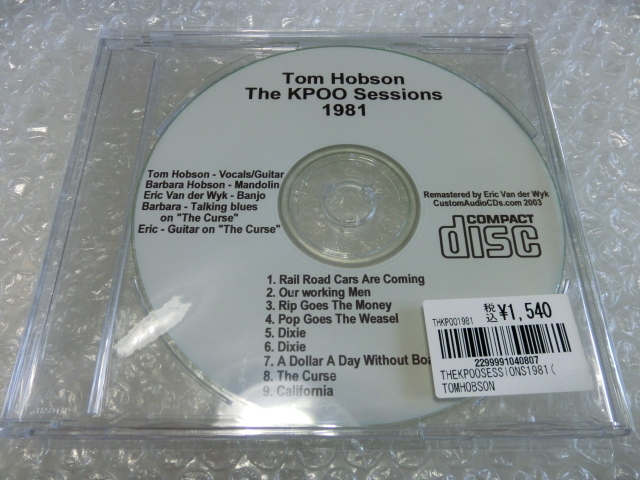 Tom Hobson
The KPOO Sessions
1981
Tom Hobson - Vocals/Guitar
Barbara Hobson - Mandolin
Eric Van der Wyk - Banjo
Barbara - Talking blues
on "The Curse"
Eric - Guitar on "The Curse"
Remastered by Eric Van der Wyk
CustomAudioCDs.com 2003
COMPACT
disc
1. Rail Road Cars Are Coming
2. Our working Men
3. Rip Goes The Money
4. Pop Goes The Weasel
5. Dixie
6. Dixie
7. A Dollar A Day Without Boa
8. The Curse
9. California
THKPOO1981
税込 ¥1,540
2299991040807
THEKPOOSESSIONS1981(
TOMHOBSON